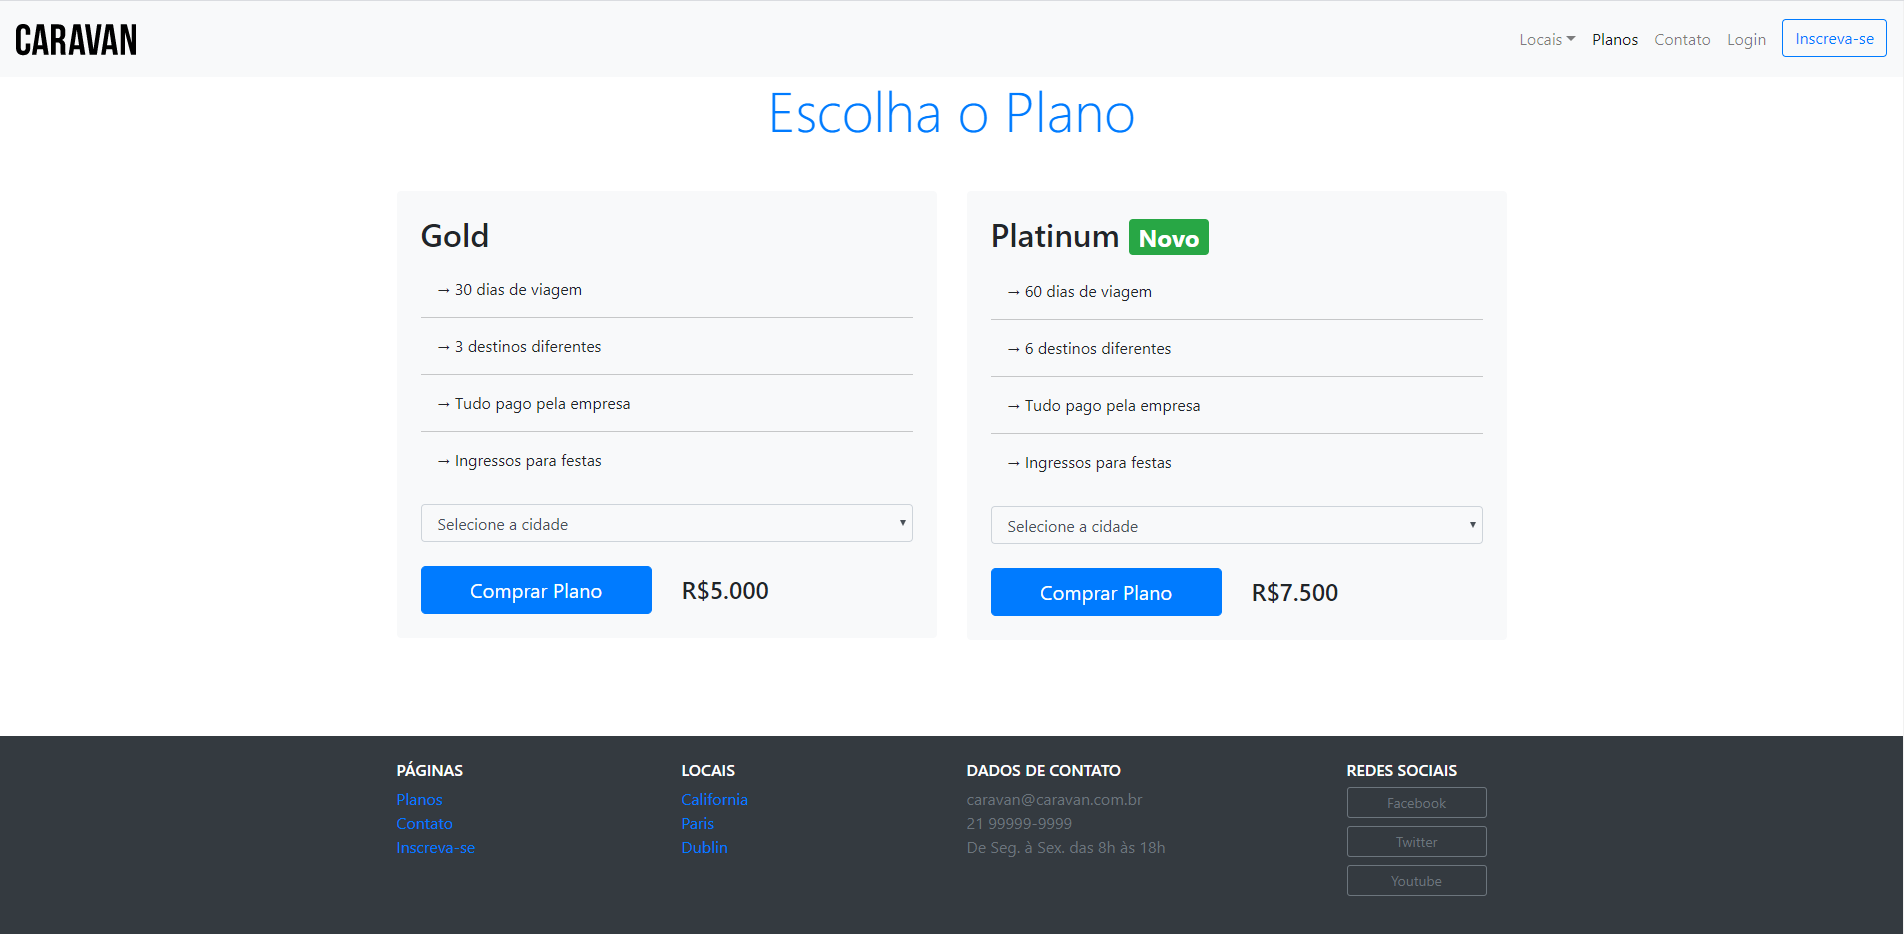 CARAVAN
Locais Planos Contato Login Inscreva-se
Escolha o Plano
Gold
→ 30 dias de viagem
→ 3 destinos diferentes
→ Tudo pago pela empresa
→ Ingressos para festas
Selecione a cidade
Comprar Plano R$5.000
Platinum Novo
→ 60 dias de viagem
→ 6 destinos diferentes
→ Tudo pago pela empresa
→ Ingressos para festas
Selecione a cidade
Comprar Plano R$7.500
PÁGINAS
Planos
Contato
Inscreva-se
LOCAIS
California
Paris
Dublin
DADOS DE CONTATO
caravan@caravan.com.br
21 99999-9999
De Seg. à Sex. das 8h às 18h
REDES SOCIAIS
Facebook
Twitter
Youtube